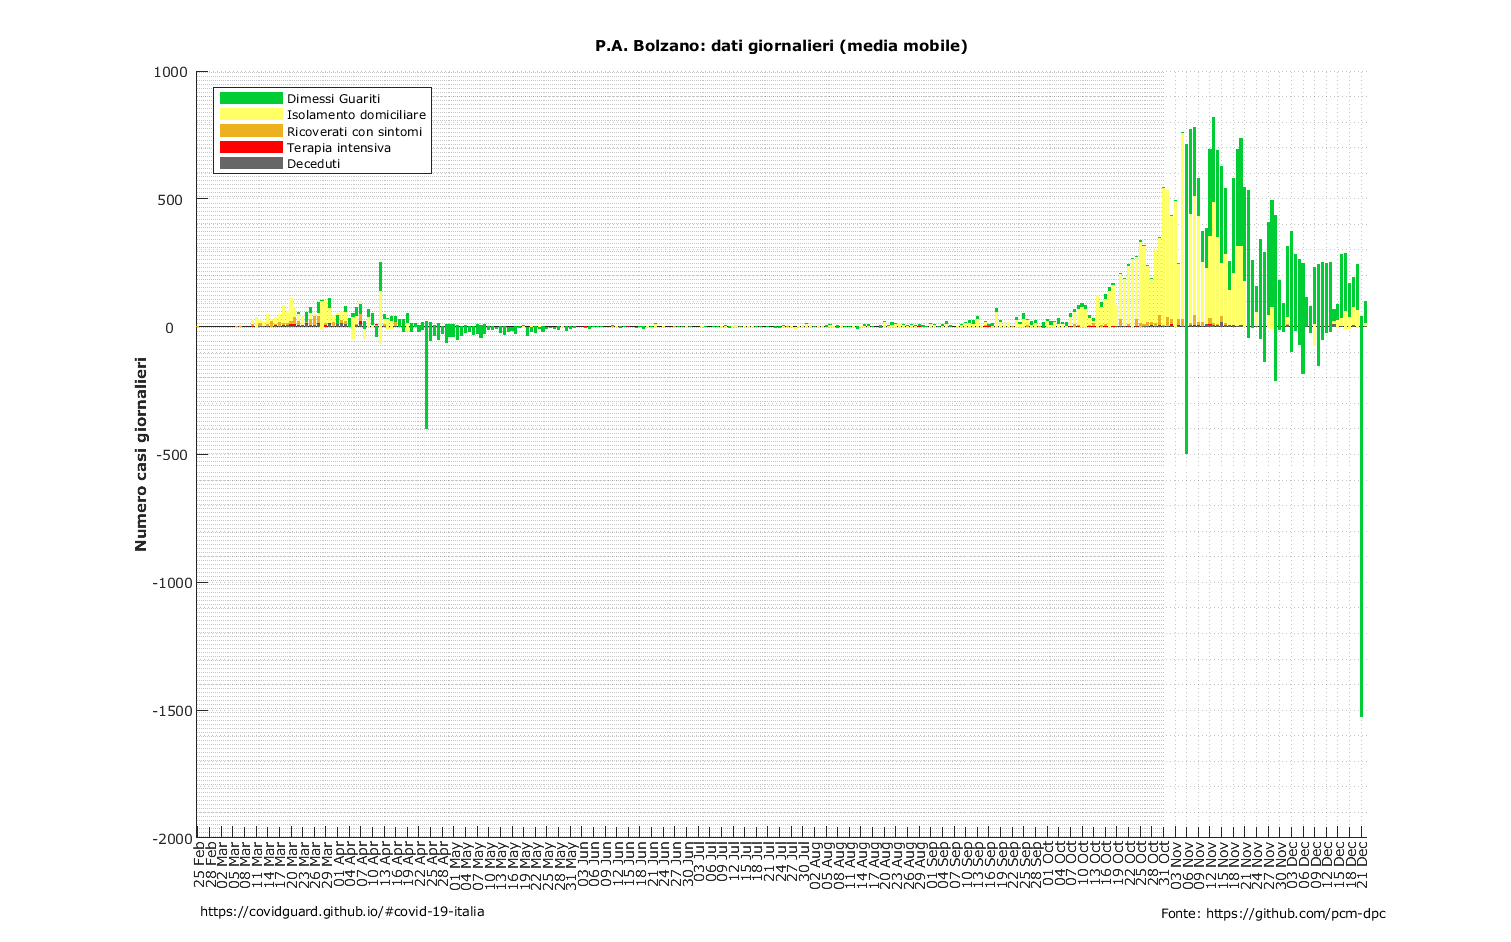 P.A. Bolzano: dati giornalieri (media mobile)
1000
500
0
-500
-1000
-1500
-2000
Numero casi giornalieri
Dimessi Guariti
Isolamento domiciliare
Ricoverati con sintomi
Terapia intensiva
Deceduti
25 Feb
28 Feb
02 Mar
05 Mar
08 Mar
11 Mar
14 Mar
17 Mar
20 Mar
23 Mar
26 Mar
29 Mar
01 Apr
04 Apr
07 Apr
10 Apr
13 Apr
16 Apr
19 Apr
22 Apr
25 Apr
28 Apr
01 May
04 May
07 May
10 May
13 May
16 May
19 May
22 May
25 May
28 May
31 May
03 Jun
06 Jun
09 Jun
12 Jun
15 Jun
18 Jun
21 Jun
24 Jun
27 Jun
30 Jun
03 Jul
06 Jul
09 Jul
12 Jul
15 Jul
18 Jul
21 Jul
24 Jul
27 Jul
30 Jul
02 Aug
05 Aug
08 Aug
11 Aug
14 Aug
17 Aug
20 Aug
23 Aug
26 Aug
29 Aug
01 Sep
04 Sep
07 Sep
10 Sep
13 Sep
16 Sep
19 Sep
22 Sep
25 Sep
28 Sep
01 Oct
04 Oct
07 Oct
10 Oct
13 Oct
16 Oct
19 Oct
22 Oct
25 Oct
28 Oct
31 Oct
03 Nov
06 Nov
09 Nov
12 Nov
15 Nov
18 Nov
21 Nov
24 Nov
27 Nov
30 Nov
03 Dec
06 Dec
09 Dec
12 Dec
15 Dec
18 Dec
21 Dec
https://covidguard.github.io/#covid-19-italia
Fonte: https://github.com/pcm-dpc